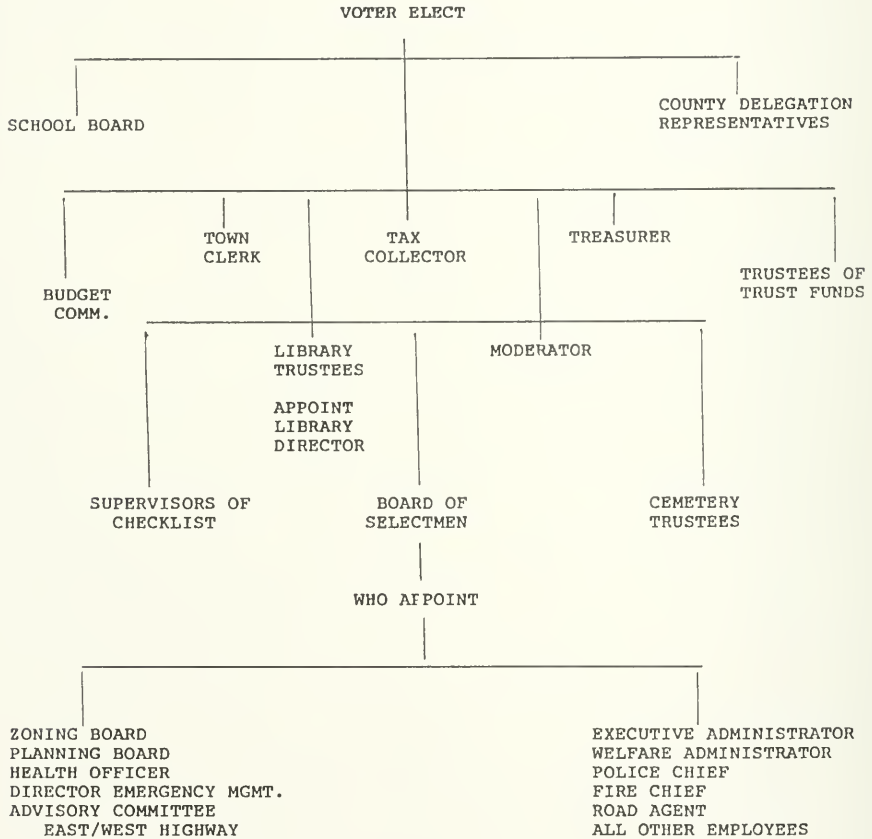 VOTER ELECT
SCHOOL BOARD
COUNTY DELEGATION
REPRESENTATIVES
BUDGET
COMM.
TOWN
CLERK
TAX
COLLECTOR
TREASURER
TRUSTEES OF
TRUST FUNDS
LIBRARY
TRUSTEES
APPOINT
LIBRARY
DIRECTOR
MODERATOR
SUPERVISORS OF
CHECKLIST
BOARD OF
SELECTMEN
CEMETERY
TRUSTEES
WHO APPOINT
ZONING BOARD
PLANNING BOARD
HEALTH OFFICER
DIRECTOR EMERGENCY MGMT.
ADVISORY COMMITTEE
EAST/WEST HIGHWAY
EXECUTIVE ADMINISTRATOR
WELFARE ADMINISTRATOR
POLICE CHIEF
FIRE CHIEF
ROAD AGENT
ALL OTHER EMPLOYEES